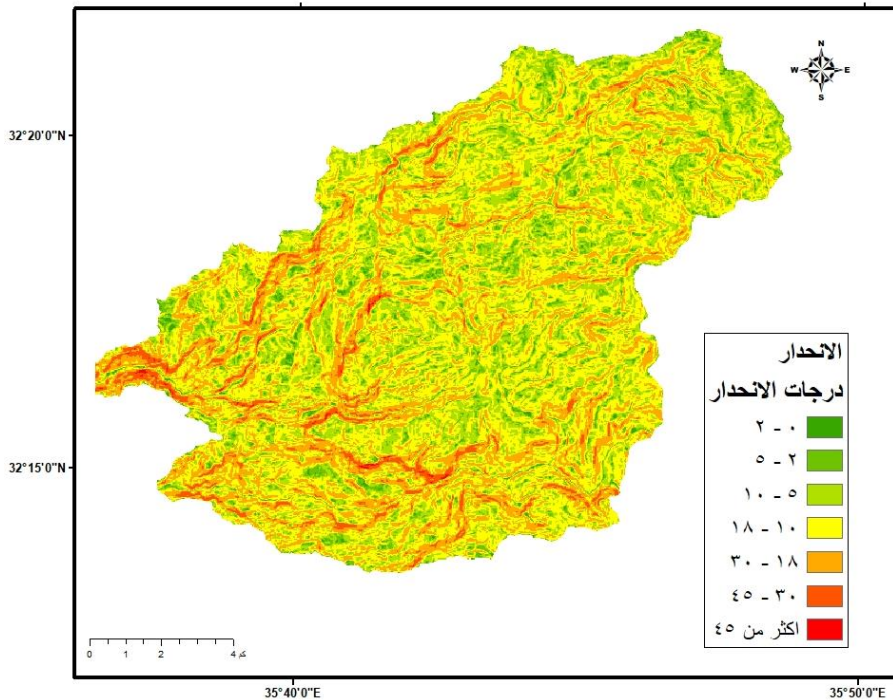 N
W E
S
32°20'0"N
32°15'0"N
الانحدار
درجات الانحدار
٠ - ٢
٢ - ٥
٥ - ١٠
١٠ - ١٨
١٨ - ٣٠
٣٠ - ٤٥
اكثر من ٤٥
0 1 2 4 كم
35°40'0"E
35°50'0"E